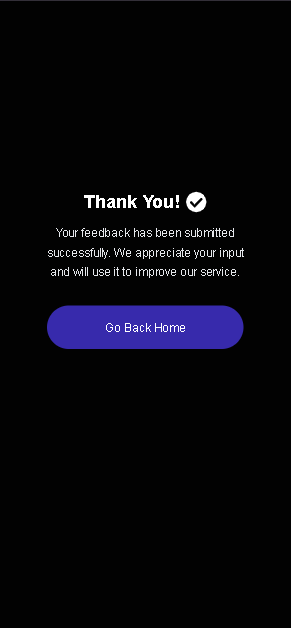 Thank You!
Your feedback has been submitted
successfully. We appreciate your input
and will use it to improve our service.
Go Back Home